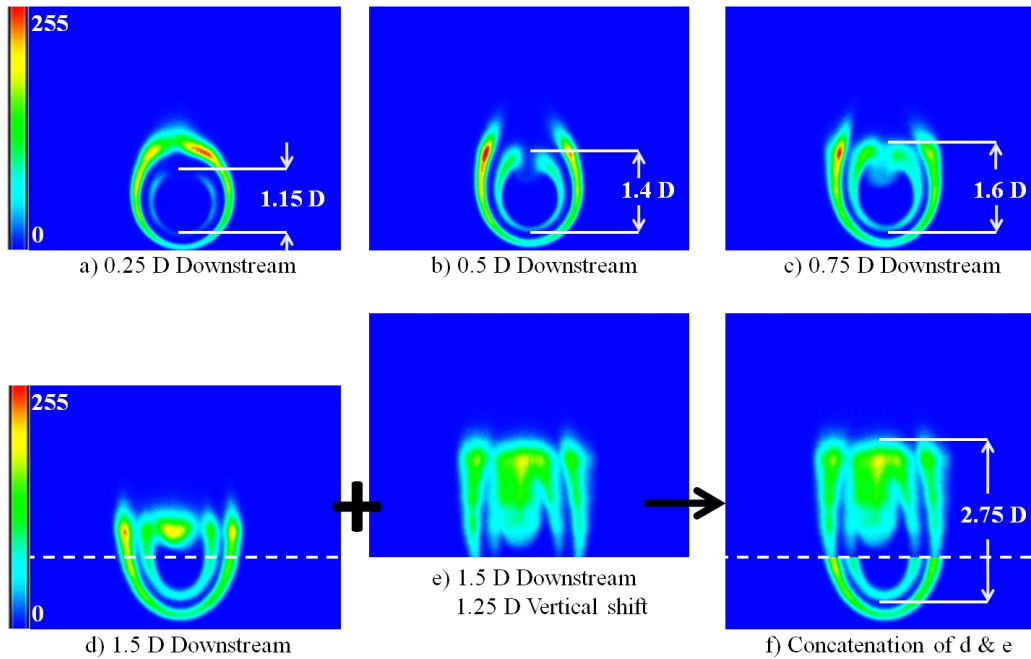 255
0
1.15 D
a) 0.25 D Downstream
1.4 D
b) 0.5 D Downstream
1.6 D
c) 0.75 D Downstream
255
0
d) 1.5 D Downstream
+
e) 1.5 D Downstream
1.25 D Vertical shift
2.75 D
f) Concatenation of d & e